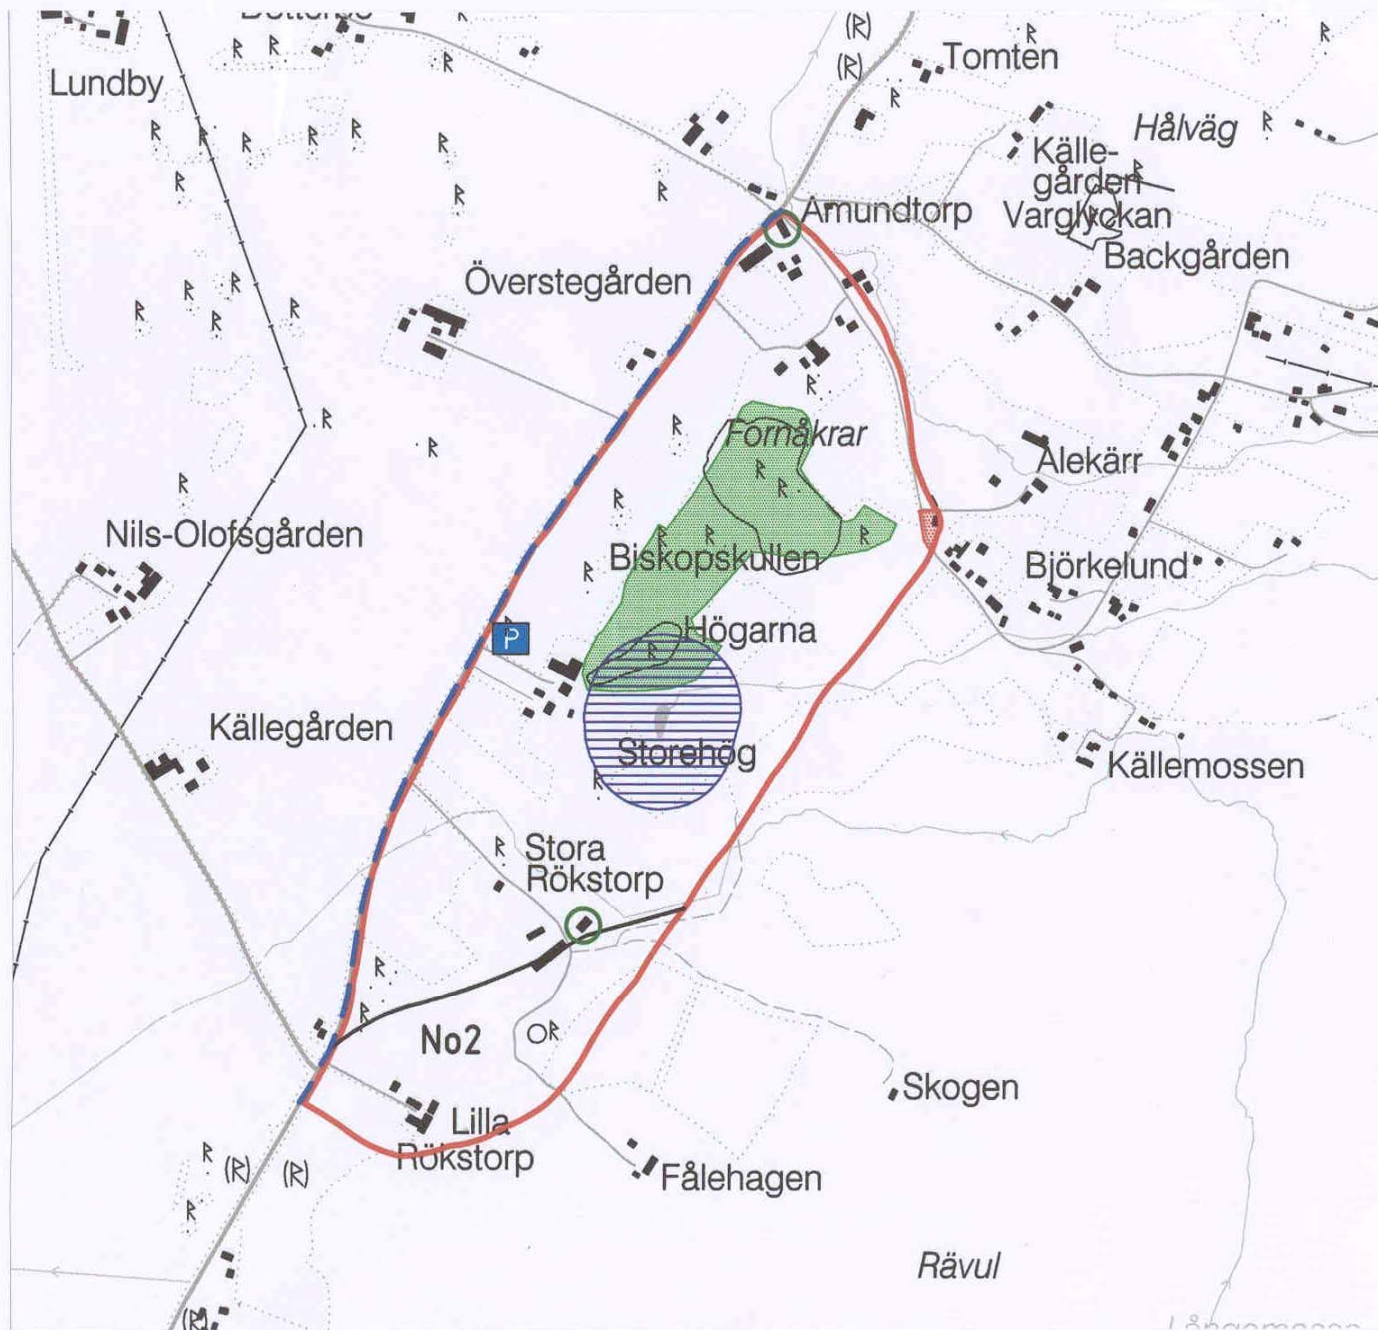 (R)
Tomten
(R)
Lundby
Hålväg
Källe-
gården
Amundtorp
Varglyckan
Backgården
Överstegården
Fornåkrar
Alekärr
Nils-Olofsgården
Biskopskullen
Björkelund
P
Högarna
Källegården
Storehög
Källemossen
Stora
Rökstorp
No2
R
Skogen
Lilla
Rökstorp
(R)
(R)
Fålehagen
Rävul
(R)